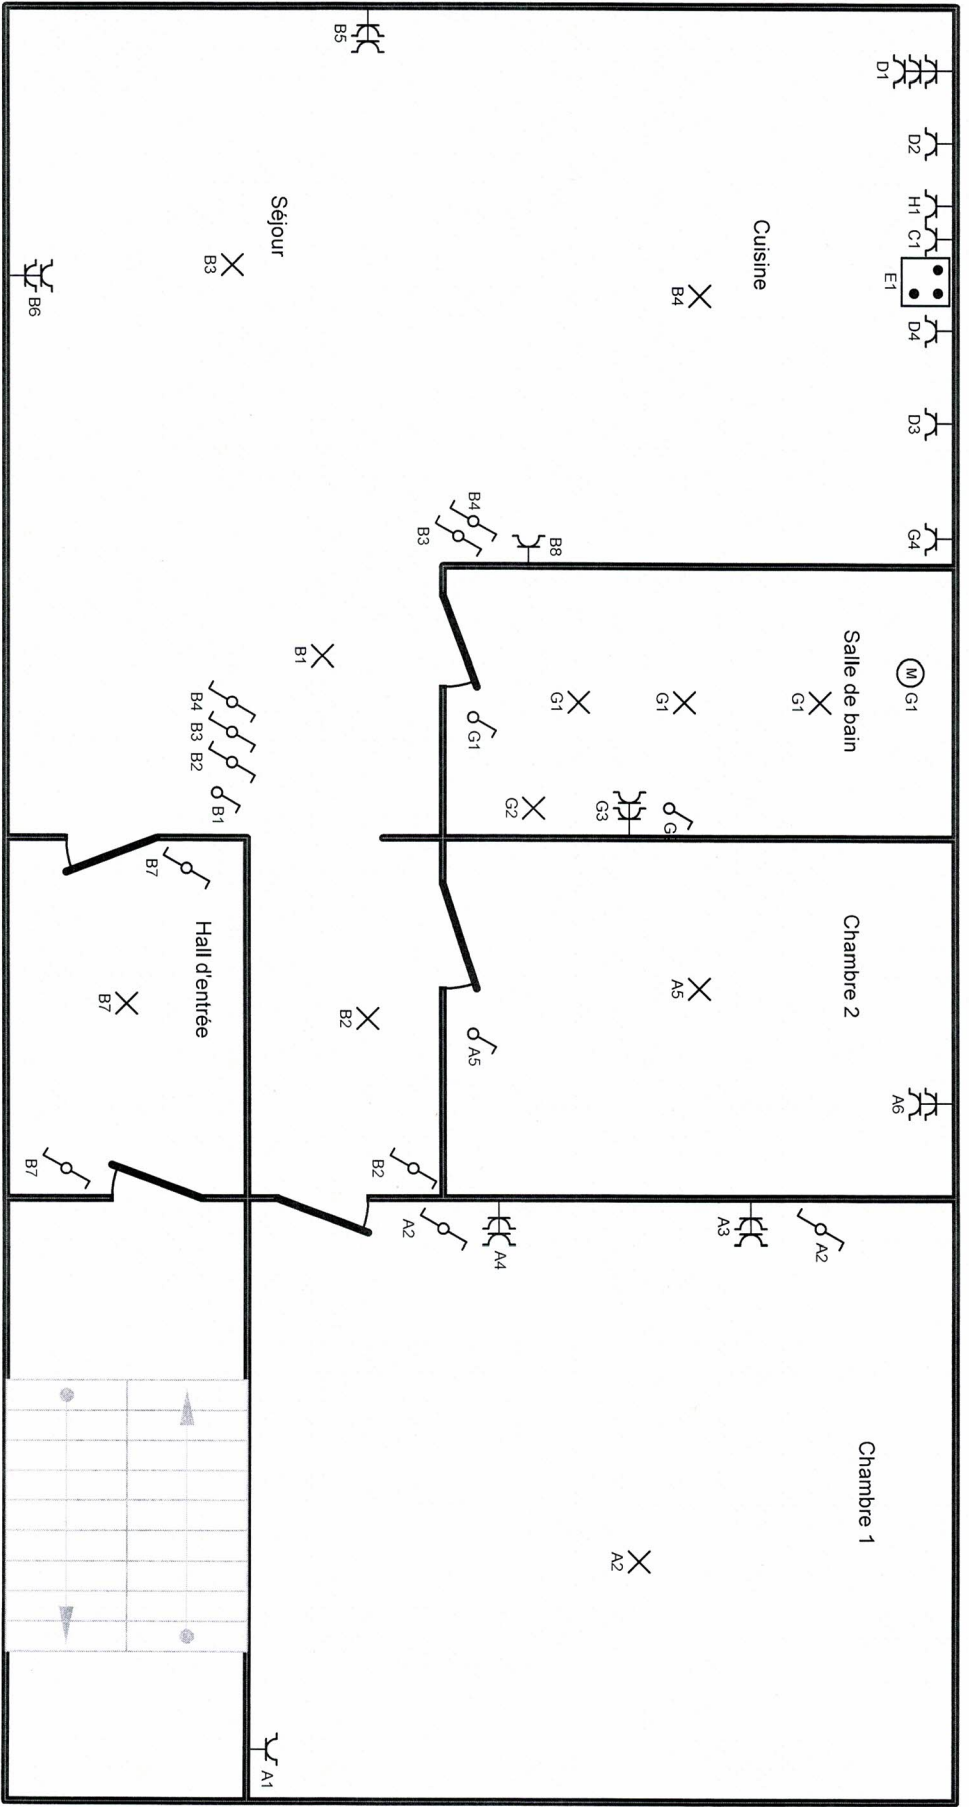 D1
D2
H1
C1
E1
D4
D3
G4
G1
A6
Salle de bain
Chambre 2
Chambre 1
G1
A2
Cuisine
A3
B4
G1
G
A5
A2
G3
B8
G1
G2
B4
G1
A5
A4
B3
A2
B2
B5
B2
B1
Séjour
A1
B3
B4
B3
B2
B1
Hall d'entrée
B7
B7
B6
B7